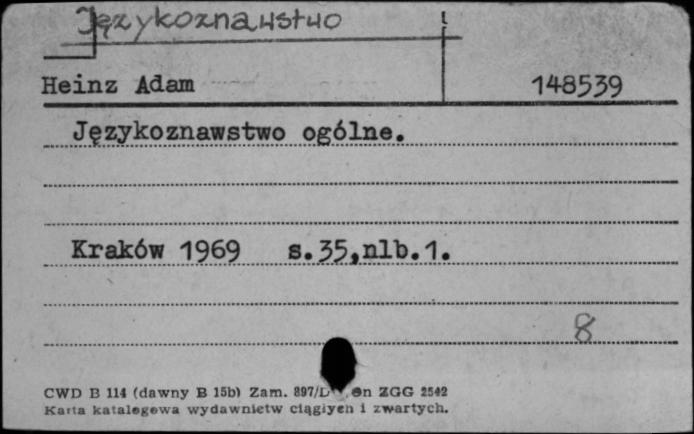 Językoznawstwo
Heinz Adam 148539
Językoznawstwo ogólne.
Kraków 1969 s.35,nlb.1.
8
CWD B 114 (dawny B 15b) Zam. ZGG 2542
Karta katalogowa wydawnictw ciągłych i zwartych.